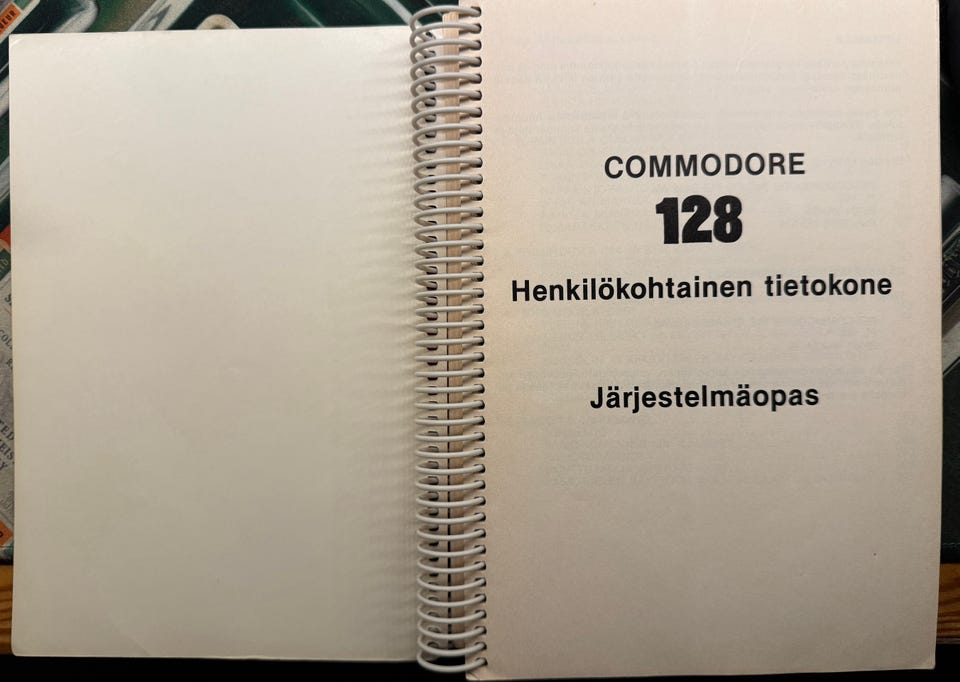 COMMODORE
128
Henkilökohtainen tietokone
Järjestelmäopas